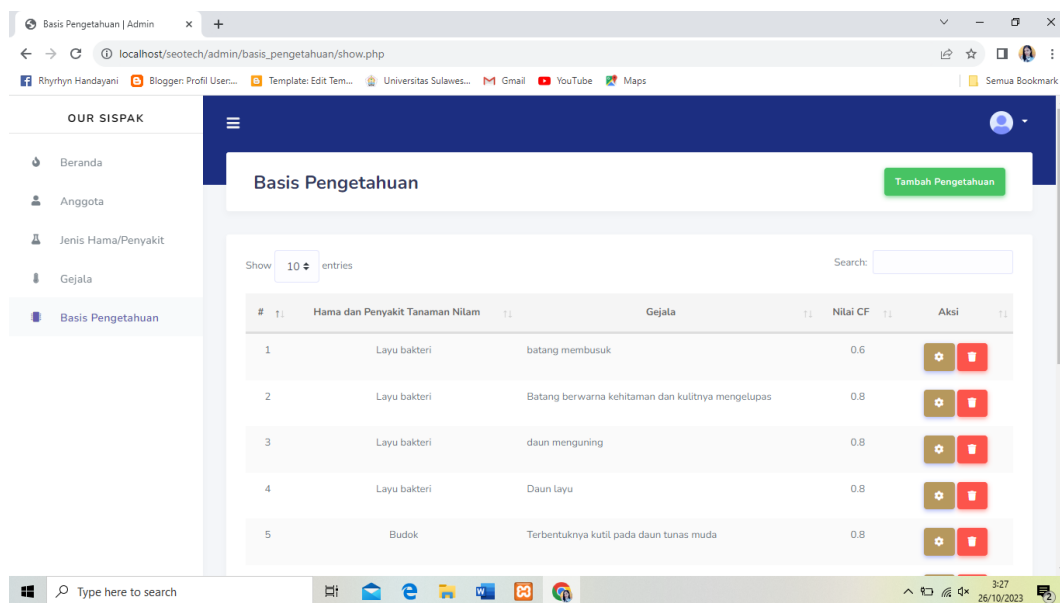 Basis Pengetahuan | Admin
localhost/seotech/admin/basis_pengetahuan/show.php
Rhyrhyn Handayani Blogger: Profil User:... Template: Edit Tem... Universitas Sulawes... Gmail YouTube Maps Semua Bookmark
OUR SISPAK
Beranda
Anggota
Jenis Hama/Penyakit
Gejala
Basis Pengetahuan
Basis Pengetahuan Tambah Pengetahuan
Show 10 entries Search:
# Hama dan Penyakit Tanaman Nilam Gejala Nilai CF Aksi
1 Layu bakteri batang membusuk 0.6
2 Layu bakteri Batang berwarna kehitaman dan kulitnya mengelupas 0.8
3 Layu bakteri daun menguning 0.8
4 Layu bakteri Daun layu 0.8
5 Budok Terbentuknya kutil pada daun tunas muda 0.8
Type here to search
3:27
26/10/2023
2